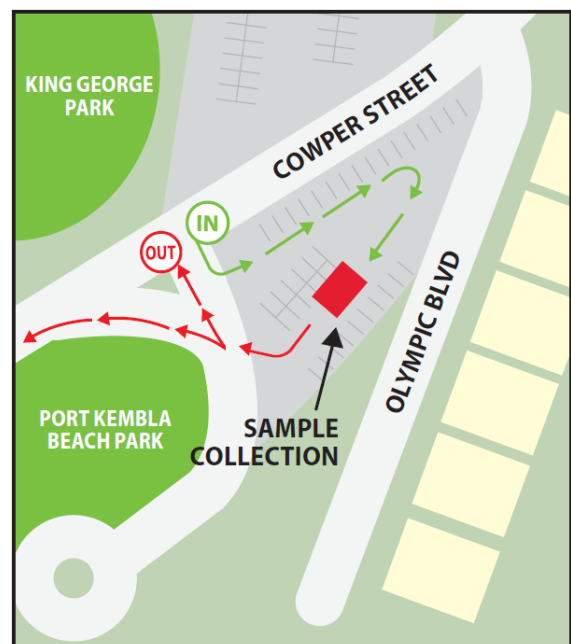 KING GEORGE
PARK
COWPER STREET
IN
OUT
OLYMPIC BLVD
PORT KEMBLA
BEACH PARK
SAMPLE
COLLECTION